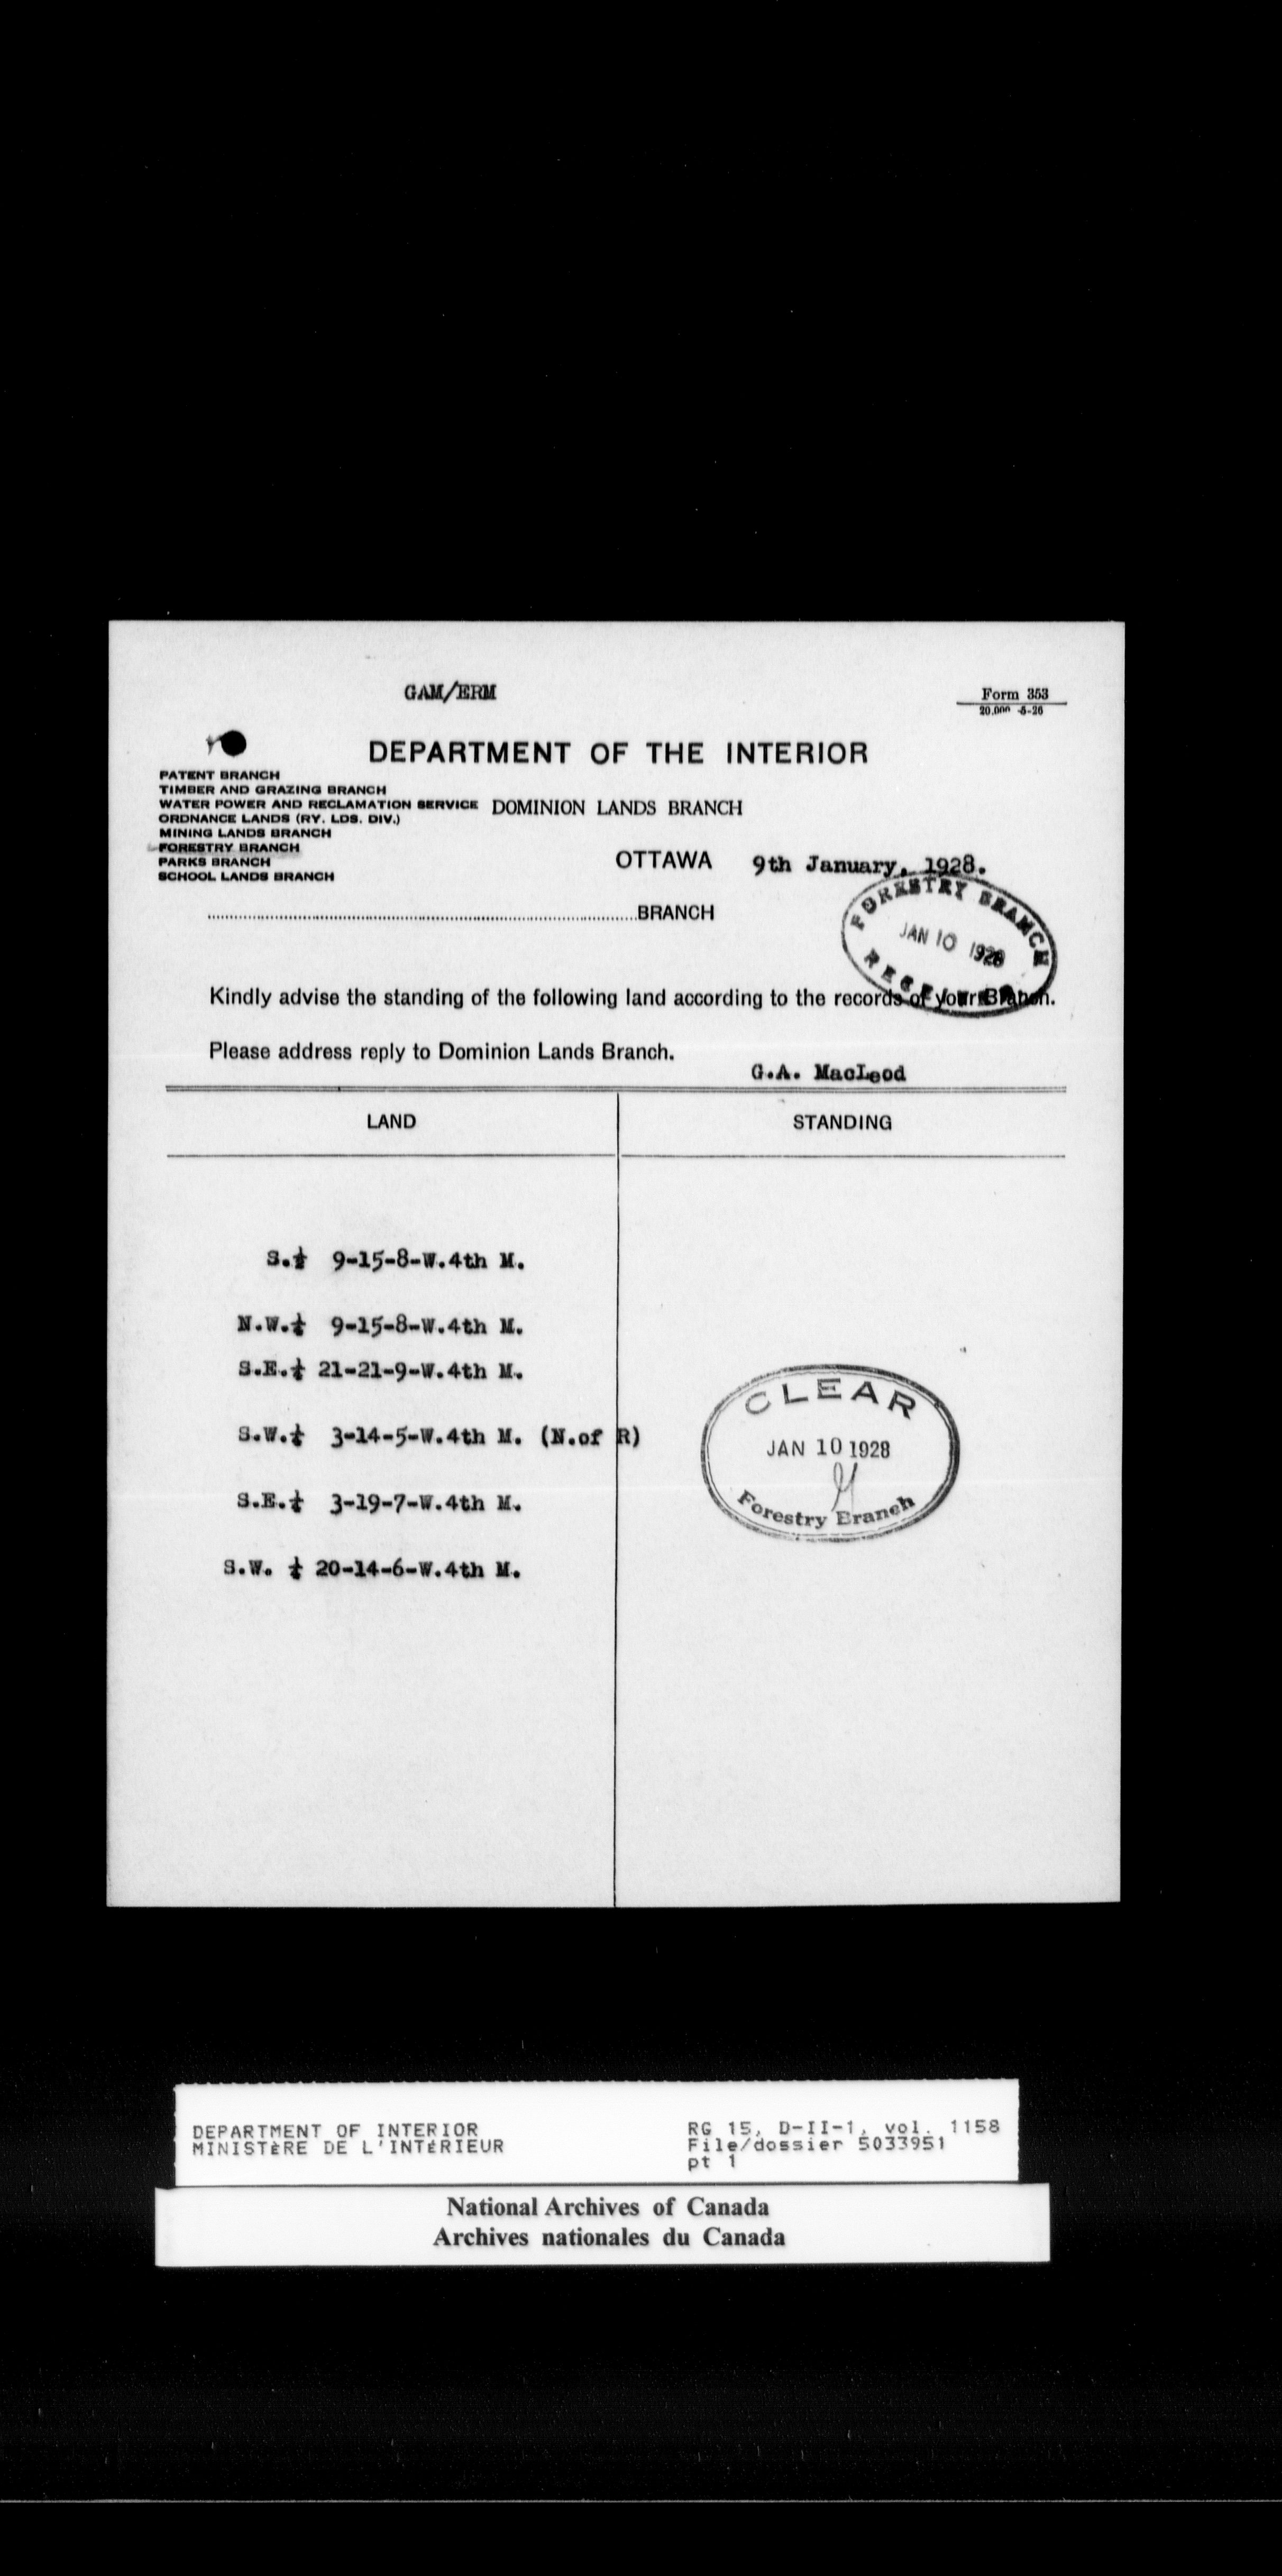 GAM/ERM
Form 353
20.000 -5-26
DEPARTMENT OF THE INTERIOR
PATENT BRANCH
TIMBER AND GRAZING BRANCH
WATER POWER AND RECLAMATION SERVICE
ORDNANCE LANDS (RY. LDS. DIV.)
MINING LANDS BRANCH
FORESTRY BRANCH
PARKS BRANCH
SCHOOL LANDS BRANCH
DOMINION LANDS BRANCH
OTTAWA 9th January, 1928.
BRANCH
FORESTRY BRANCH
JAN 10 1928
RECEIVED
Kindly advise the standing of the following land according to the records of your Branch.
Please address reply to Dominion Lands Branch.
G.A. MacLeod
LAND
STANDING
S.½ 9-15-8-W.4th M.
N.W.¼ 9-15-8-W.4th M.
S.E.¼ 21-21-9-W.4th M.
S.W.¼ 3-14-5-W.4th M. (N.of R)
S.E.¼ 3-19-7-W.4th M.
S.W. ¼ 20-14-6-W.4th M.
CLEAR
JAN 10 1928
Forestry Branch
DEPARTMENT OF INTERIOR
MINISTÈRE DE L'INTÉRIEUR
RG 15, D-II-1, vol. 1158
File/dossier 5033951
pt 1
National Archives of Canada
Archives nationales du Canada